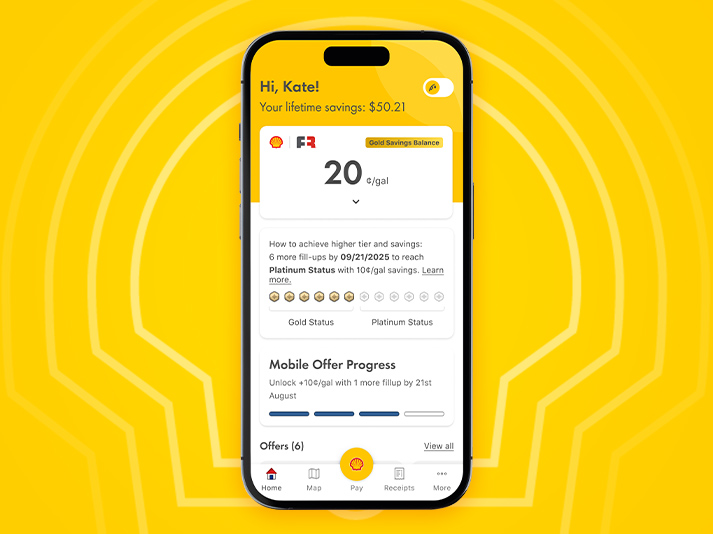 Hi, Kate!
Your lifetime savings: $50.21
FR
Gold Savings Balance
20 ¢/gal
How to achieve higher tier and savings:
6 more fill-ups by 09/21/2025 to reach
Platinum Status with 10¢/gal savings. Learn
more.
Gold Status
Platinum Status
Mobile Offer Progress
Unlock +10¢/gal with 1 more fillup by 21st
August
Offers (6)
View all
Home
Map
Pay
Receipts
More